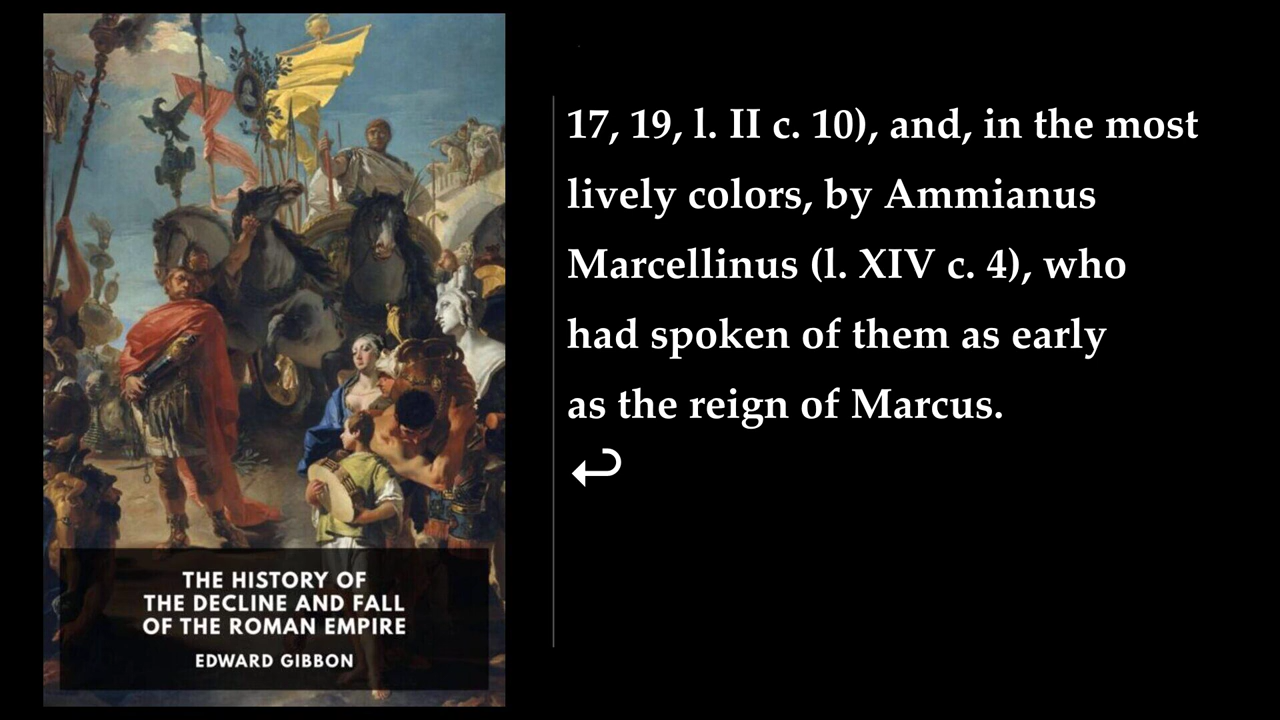 THE HISTORY OF
THE DECLINE AND FALL
OF THE ROMAN EMPIRE
EDWARD GIBBON
17, 19, l. II c. 10), and, in the most
lively colors, by Ammianus
Marcellinus (l. XIV c. 4), who
had spoken of them as early
as the reign of Marcus.
↩